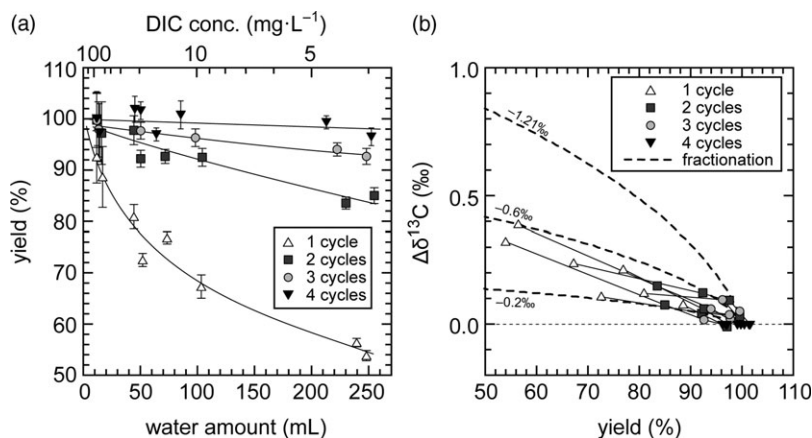 (a)
DIC conc. (mg·L⁻¹)
100
10
110
100
90
80
70
60
50
yield (%)
1 cycle
2 cycles
3 cycles
4 cycles
0
50
100
150
200
250
water amount (mL)
(b)
1.0
0.5
0.0
Δδ¹³C (‰)
1 cycle
2 cycles
3 cycles
4 cycles
fractionation
−1.21‰
−0.6‰
−0.2‰
50
60
70
80
90
100
110
yield (%)